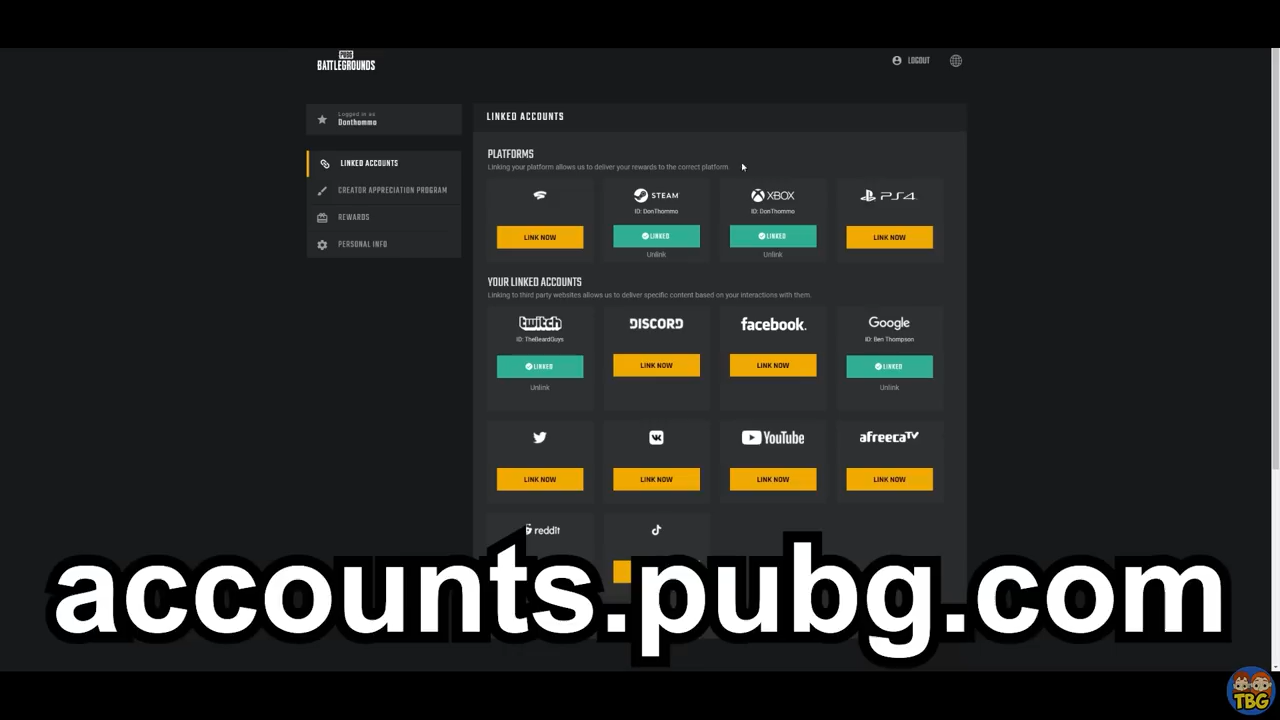 PUBG
BATTLEGROUNDS
LOGOUT
Logged in as
Donthommo
LINKED ACCOUNTS
CREATOR APPRECIATION PROGRAM
REWARDS
PERSONAL INFO
LINKED ACCOUNTS
PLATFORMS
Linking your platform allows us to deliver your rewards to the correct platform.
STEAM XBOX PS4
ID: DonThommo ID: DonThommo
LINK NOW LINKED LINKED LINK NOW
Unlink Unlink
YOUR LINKED ACCOUNTS
Linking to third party websites allows us to deliver specific content based on your interactions with them.
twitch DISCORD facebook. Google
ID: TheBeardGuys ID: Ben Thompson
LINKED LINK NOW LINK NOW LINKED
Unlink Unlink
YouTube afreecaTV
LINK NOW LINK NOW LINK NOW LINK NOW
reddit
accounts.pubg.com
TBG